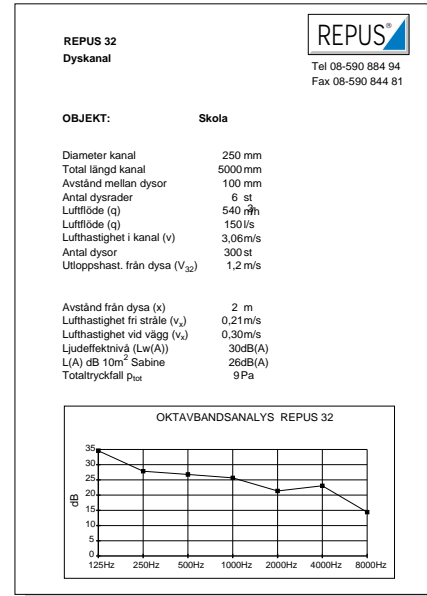 REPUS 32
Dyskanal
REPUS®
Tel 08-590 884 94
Fax 08-590 844 81
OBJEKT: Skola
Diameter kanal 250 mm
Total längd kanal 5000 mm
Avstånd mellan dysor 100 mm
Antal dysrader 6 st
Luftflöde (q) 540 m³/h
Luftflöde (q) 150 l/s
Lufthastighet i kanal (v) 3,06 m/s
Antal dysor 300 st
Utloppshast. från dysa (V₃₂) 1,2 m/s
Avstånd från dysa (x) 2 m
Lufthastighet fri stråle (vₓ) 0,21 m/s
Lufthastighet vid vägg (vₓ) 0,30 m/s
Ljudeffektnivå (Lw(A)) 30 dB(A)
L(A) dB 10m² Sabine 26 dB(A)
Totaltryckfall pₜₒₜ 9 Pa
OKTAVBANDSANALYS REPUS 32
dB
35
30
25
20
15
10
5
0
125Hz 250Hz 500Hz 1000Hz 2000Hz 4000Hz 8000Hz